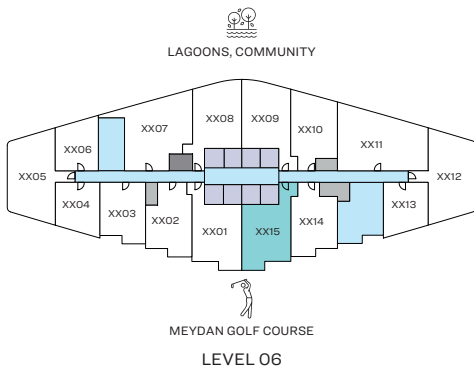 LAGOONS, COMMUNITY
XX08 XX09
XX07 XX10
XX06 XX11
XX05 XX12
XX04 XX03 XX02 XX01 XX15 XX14 XX13
MEYDAN GOLF COURSE
LEVEL 06